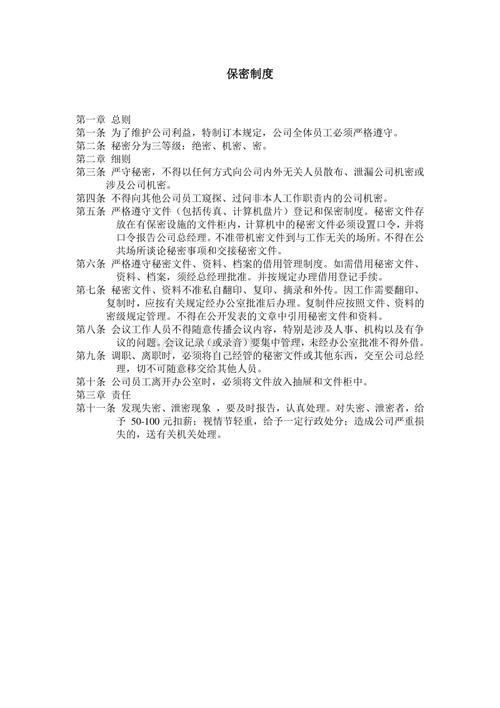 保密制度
第一章 总则
第一条 为了维护公司利益，特制订本规定，公司全体员工必须严格遵守。
第二条 秘密分为三等级：绝密、机密、密。
第二章 细则
第三条 严守秘密，不得以任何方式向公司内外无关人员散布、泄漏公司机密或
涉及公司机密。
第四条 不得向其他公司员工窥探、过问非本人工作职责内的公司机密。
第五条 严格遵守文件（包括传真、计算机盘片）登记和保密制度。秘密文件存
放在有保密设施的文件柜内，计算机中的秘密文件必须设置口令，并将
口令报告公司总经理。不准带机密文件到与工作无关的场所。不得在公
共场所谈论秘密事项和交接秘密文件。
第六条 严格遵守秘密文件、资料、档案的借用管理制度。如需借用秘密文件、
资料、档案，须经总经理批准。并按规定办理借用登记手续。
第七条 秘密文件、资料不准私自翻印、复印、摘录和外传。因工作需要翻印、
复制时，应按有关规定经办公室批准后办理。复制件应按照文件、资料的
密级规定管理。不得在公开发表的文章中引用秘密文件和资料。
第八条 会议工作人员不得随意传播会议内容，特别是涉及人事、机构以及有争
议的问题。会议记录（或录音）要集中管理，未经办公室批准不得外借。
第九条 调职、离职时，必须将自己经管的秘密文件或其他东西，交至公司总经
理，切不可随意移交给其他人员。
第十条 公司员工离开办公室时，必须将文件放入抽屉和文件柜中。
第三章 责任
第十一条 发现失密、泄密现象 ，要及时报告，认真处理。对失密、泄密者，给
予 50-100 元扣薪；视情节轻重，给予一定行政处分；造成公司严重损
失的，送有关机关处理。